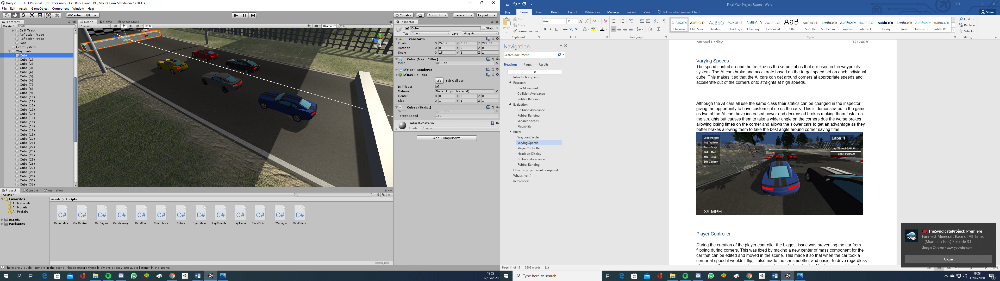 Unity 2019.1.11f1 Personal - Drift Track.unity - FYP Race Game - PC, Mac & Linux Standalone* <DX11>
File Edit Assets GameObject Component Window Help
Center Local
Collab Account Layers Layout
Hierarchy
Create All
Drift Track
Reflection Probe
Reflection Probe
road
EventSystem
Waypoints
Cube
Cube (1)
Cube (2)
Cube (3)
Cube (4)
Cube (5)
Cube (6)
Cube (7)
Cube (8)
Cube (9)
Cube (10)
Cube (11)
Cube (12)
Cube (13)
Cube (14)
Cube (15)
Cube (16)
Cube (17)
Cube (18)
Cube (19)
Cube (20)
Cube (21)
Cube (22)
Cube (23)
Cube (24)
Cube (25)
Cube (26)
Cube (27)
Cube (28)
Cube (29)
Cube (30)
Cube (31)
Scene Game Asset Store
Shaded 2D 0 Gizmos All
y
x
z
Persp
Inspector
Cube Static
Tag Cubes Layer Waypoint
Transform
Position X 243.2 Y 0.85 Z 222.08
Rotation X 0 Y 0 Z 0
Scale X 15 Y 1 Z 1
Cube (Mesh Filter)
Mesh Cube
Mesh Renderer
Box Collider
Edit Collider
Is Trigger
Material None (Physic Material)
Center X 0 Y 0 Z 0
Size X 1 Y 1 Z 1
Cubes (Script)
Script Cubes
Target Speed 150
Default-Material
Shader Standard
Add Component
Project Console Animation
Create
Favorites
All Materials
All Models
All Prefabs
Assets
Packages
Assets > Scripts
C# C# C# C# C# C# C# C# C# C# C# C# C#
CameraMa... CarControll... CarEngine CarsManag... CarWheel Countdown Cubes InputMana... LapComple... LapTimer RaceFinish... UIManager WayPoints
There are 2 audio listeners in the scene. Please ensure there is always exactly one audio listener in the scene.
19:29
17/05/2020
Final-Year-Project-Report - Word
File Home Insert Design Layout References Mailings Review View Tell me what you want to do... Share
Paste
Cut
Copy
Format Painter
Clipboard
Arial 11
Font
Paragraph
AaBbCcDc AaBbCcDc AaBbCc AaBbCcC AaBbCcDc AaBbCcDc AaB AaBbCcC AaBbCcDc AaBbCcDc AaBbCcDc AaBbCcDc AaBbCcDc AaBbCcDc AaBbCcDc
¶ Normal ¶ No Spac... Heading 1 Heading 2 Heading 3 Heading 4 Title Subtitle Subtle Em... Emphasis Intense E... Strong Quote Intense Q... Subtle Ref...
Styles
Find
Replace
Select
Editing
Navigation
Search document
Headings Pages Results
Introduction / aim:
Research:
Car Movement
Collision Avoidance
Rubber Banding
Evaluation:
Collision Avoidance
Rubber Banding
Variable Speeds
Playability
Build:
Waypoint System
Varying Speeds
Player Controller
Heads up Display
Collision Avoidance
Rubber Banding
How the project went compared...
What's next?
References:
Michael Hadley T7124630
Varying Speeds
The speed control around the track uses the same cubes that are used in the waypoints
system. The AI cars brake and accelerate based on the target speed set on each individual
cube. This makes it so that the AI cars can get around corners at appropriate speeds and
accelerate out of the corners onto straights at high speeds.
Although the AI cars all use the same class their statics can be changed in the inspector
giving the opportunity to have custom set up on the cars. This is demonstrated in the game
as two of the AI cars have increased power and decreased brakes making them faster on
the straights but causes them to take a wider angle on the corners due the worse brakes
allowing losing times on the corner and allows the slower cars to get an advantage as they
better brakes allowing them to take the best angle around corner saving time.
Leaderboard
1st Yellow
2nd Gray
3rd Red
4th Blue
5th Carbon
Laps: 1
Lap Time:00:04.6
Best: 00:00.0
39 MPH
Player Controller
During the creation of the player controller the biggest issue was preventing the car from
flipping during corners. This was fixed by making a new center of mass component for the
car that can be edited and moved in the scene. This made it so that when the car took a
corner at speed it wouldn't flip, it also made the car smoother and easier to drive regardless
TheSyndicateProject: Premiere
Funniest Minecraft Race of All Time!
- (Mianitian Isles) Episode 31
Google Chrome • www.youtube.com
Close
Page 11 of 15 3206 words
Type here to search
19:29
17/05/2020